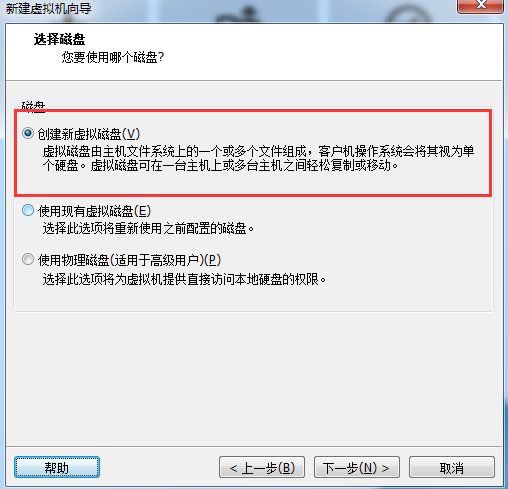 新建虚拟机向导
选择磁盘
您要使用哪个磁盘?
磁盘
创建新虚拟磁盘(V)
虚拟磁盘由主机文件系统上的一个或多个文件组成，客户机操作系统会将其视为单
个硬盘。虚拟磁盘可在一台主机上或多台主机之间轻松复制或移动。
使用现有虚拟磁盘(E)
选择此选项将重新使用之前配置的磁盘。
使用物理磁盘(适用于高级用户)(P)
选择此选项将为虚拟机提供直接访问本地硬盘的权限。
帮助
< 上一步(B)
下一步(N) >
取消